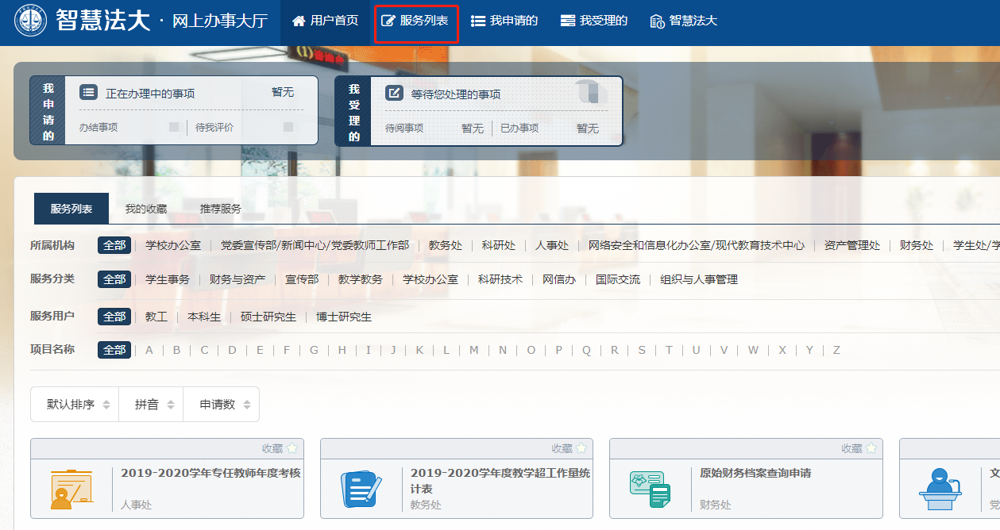 智慧法大 · 网上办事大厅 用户首页 服务列表 我申请的 我受理的 智慧法大
我申请的
正在办理中的事项 暂无
办结事项 待我评价
我受理的
等待您处理的事项
待阅事项 暂无 已办事项 暂无
服务列表 我的收藏 推荐服务
所属机构 全部 学校办公室 党委宣传部/新闻中心/党委教师工作部 教务处 科研处 人事处 网络安全和信息化办公室/现代教育技术中心 资产管理处 财务处 学生处/学
服务分类 全部 学生事务 财务与资产 宣传部 教学教务 学校办公室 科研技术 网信办 国际交流 组织与人事管理
服务用户 全部 教工 本科生 硕士研究生 博士研究生
项目名称 全部 A B C D E F G H I J K L M N O P Q R S T U V W X Y Z
默认排序 拼音 申请数
收藏 收藏 收藏
2019-2020学年专任教师年度考核
人事处
2019-2020学年度教学超工作量统
计表
教务处
原始财务档案查询申请
财务处
文
党